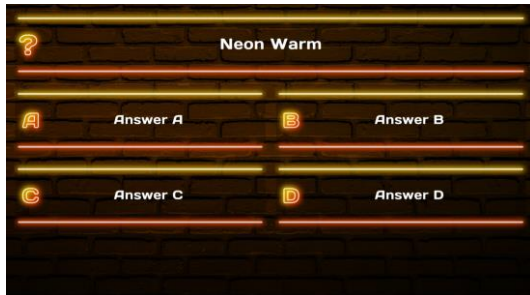 ? Neon Warm
A Answer A
B Answer B
C Answer C
D Answer D